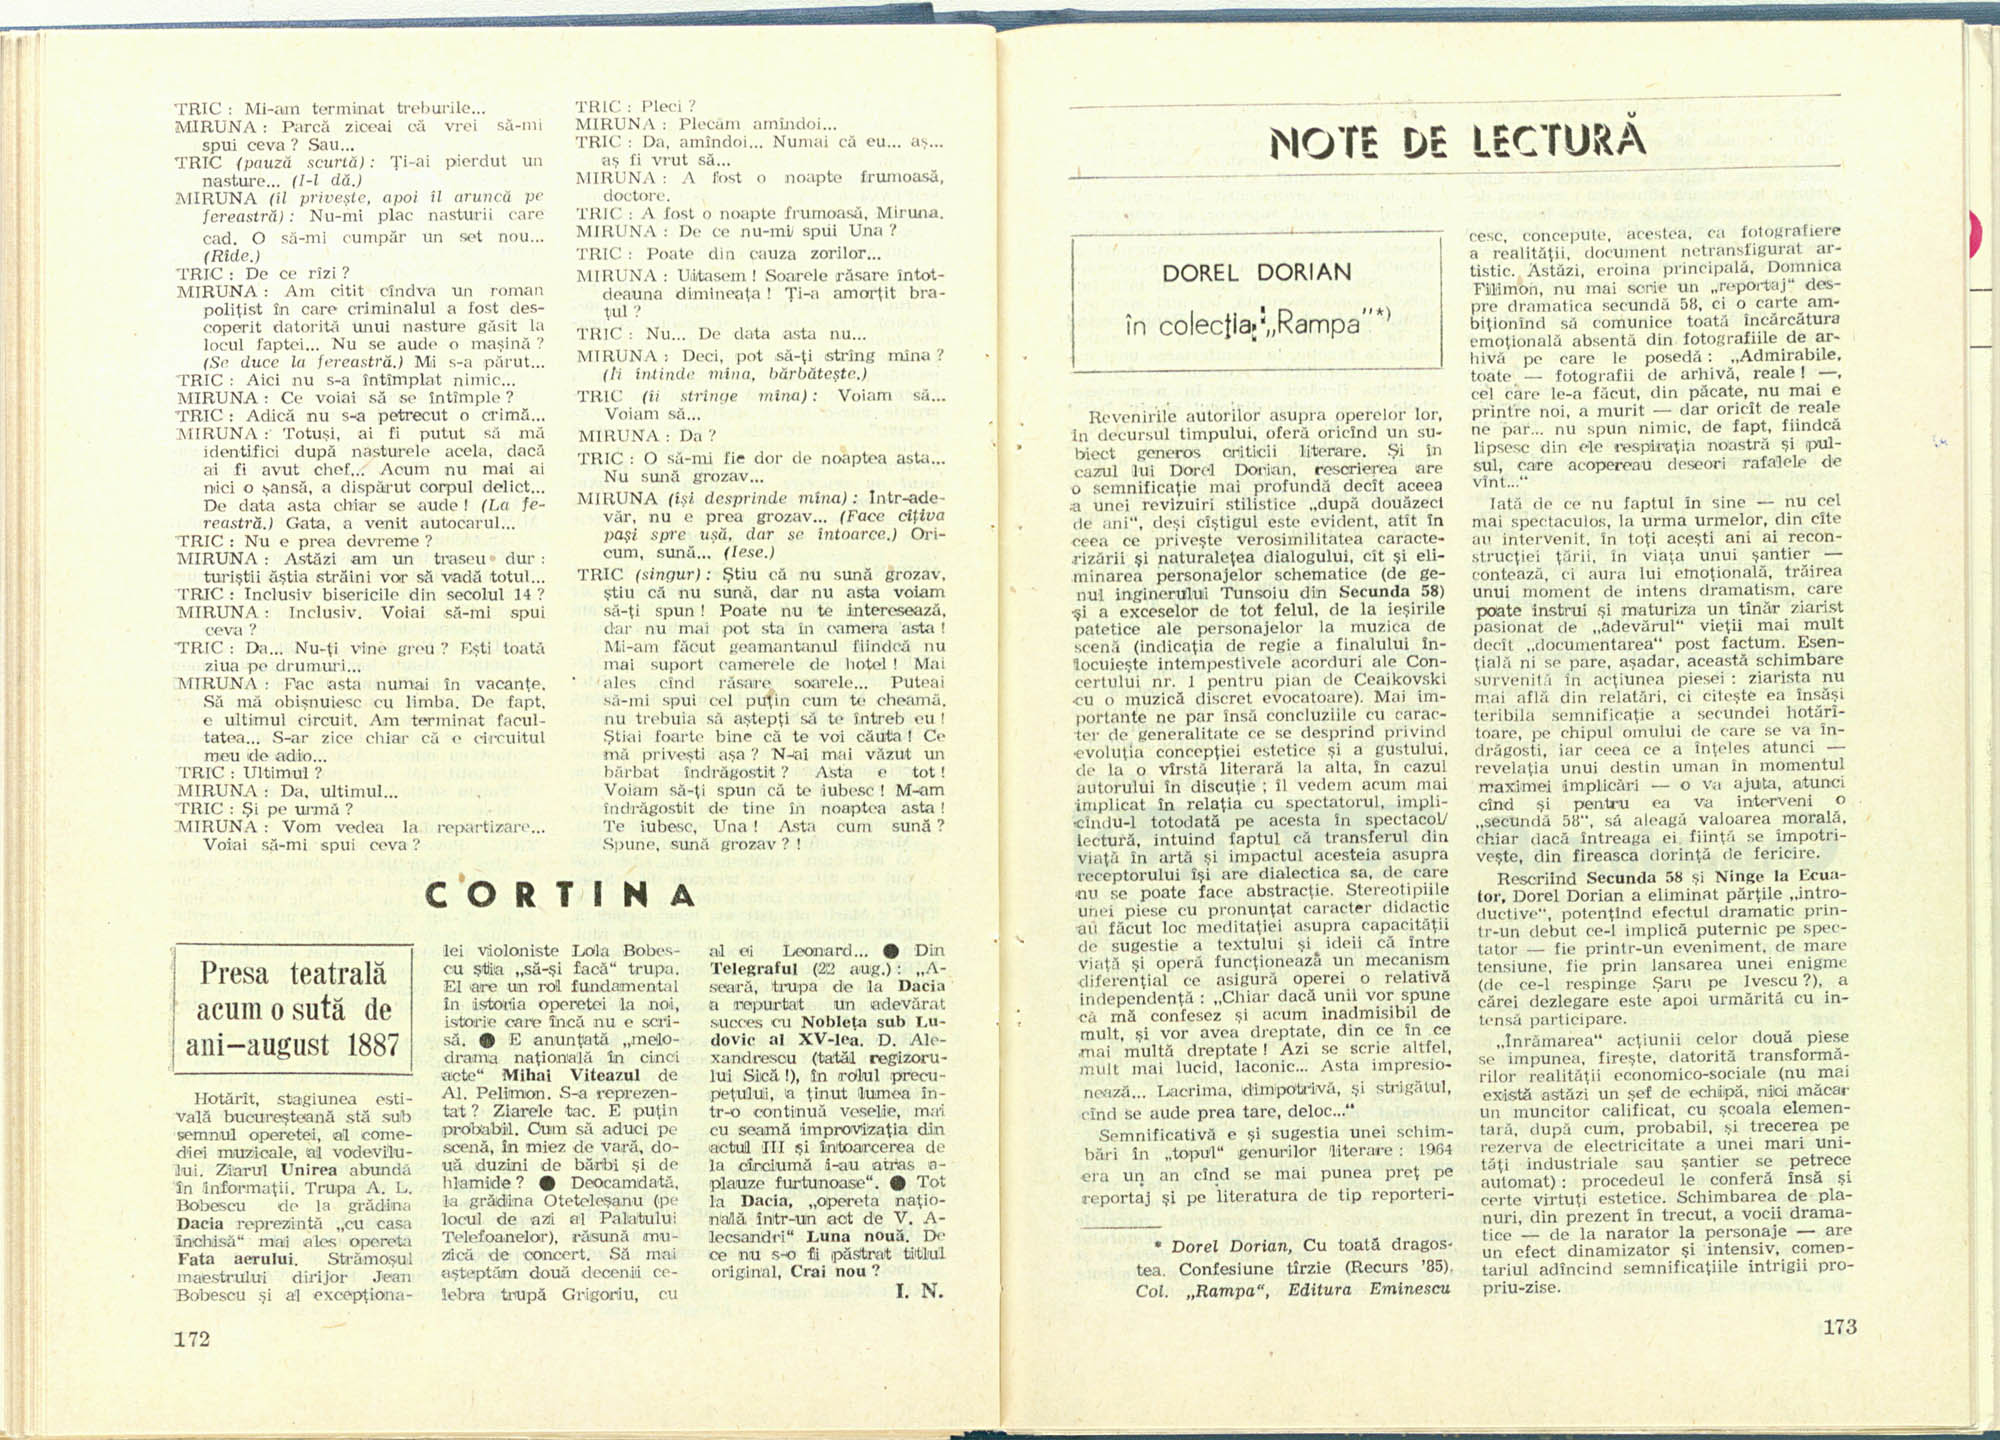 TRIC : Mi-am terminat treburile...
MIRUNA : Parcă ziceai că vrei să-mi
spui ceva ? Sau...
TRIC (pauză scurtă) : Ți-ai pierdut un
nasture... (I-l dă.)
MIRUNA (îl privește, apoi îl aruncă pe
fereastră) : Nu-mi plac nasturii care
cad. O să-mi cumpăr un set nou...
(Rîde.)
TRIC : De ce rîzi ?
MIRUNA : Am citit cîndva un roman
polițist în care criminalul a fost des-
coperit datorită unui nasture găsit la
locul faptei... Nu se aude o mașină ?
(Se duce la fereastră.) Mi s-a părut...
TRIC : Aici nu s-a întîmplat nimic...
MIRUNA : Ce voiai să se întîmple ?
TRIC : Adică nu s-a petrecut o crimă...
MIRUNA : Totuși, ai fi putut să mă
identifici după nasturele acela, dacă
ai fi avut chef... Acum nu mai ai
nici o șansă, a dispărut corpul delict...
De data asta chiar se aude ! (La fe-
reastră.) Gata, a venit autocarul...
TRIC : Nu e prea devreme ?
MIRUNA : Astăzi am un traseu dur :
turiștii ăștia străini vor să vadă totul...
TRIC : Inclusiv bisericile din secolul 14 ?
MIRUNA : Inclusiv. Voiai să-mi spui
ceva ?
TRIC : Da... Nu-ți vine greu ? Ești toată
ziua pe drumuri...
MIRUNA : Fac asta numai în vacanțe.
Să mă obișnuiesc cu limba. De fapt,
e ultimul circuit. Am terminat facul-
tatea... S-ar zice chiar că e circuitul
meu de adio...
TRIC : Ultimul ?
MIRUNA : Da, ultimul...
TRIC : Și pe urmă ?
MIRUNA : Vom vedea la repartizare...
Voiai să-mi spui ceva ?
TRIC : Pleci ?
MIRUNA : Plecăm amîndoi...
TRIC : Da, amîndoi... Numai că eu... aș...
aș fi vrut să...
MIRUNA : A fost o noapte frumoasă,
doctore.
TRIC : A fost o noapte frumoasă, Miruna.
MIRUNA : De ce nu-mi spui Una ?
TRIC : Poate din cauza zorilor...
MIRUNA : Uitasem ! Soarele răsare întot-
deauna dimineața ! Ți-a amorțit bra-
țul ?
TRIC : Nu... De data asta nu...
MIRUNA : Deci, pot să-ți strîng mîna ?
(Ii întinde mîna, bărbătește.)
TRIC (îi strînge mîna) : Voiam să...
Voiam să...
MIRUNA : Da ?
TRIC : O să-mi fie dor de noaptea asta...
Nu sună grozav...
MIRUNA (își desprinde mîna) : Într-ade-
văr, nu e prea grozav... (Face cîțiva
pași spre ușă, dar se întoarce.) Ori-
cum, sună... (Iese.)
TRIC (singur) : Știu că nu sună grozav,
știu că nu sună, dar nu asta voiam
să-ți spun ! Poate nu te interesează,
dar nu mai pot sta în camera asta !
Mi-am făcut geamantanul fiindcă nu
mai suport camerele de hotel ! Mai
ales cînd răsare soarele... Puteai
să-mi spui cel puțin cum te cheamă,
nu trebuia să aștepți să te întreb eu !
Știai foarte bine că te voi căuta ! Ce
mă privești așa ? N-ai mai văzut un
bărbat îndrăgostit ? Asta e tot !
Voiam să-ți spun că te iubesc ! M-am
îndrăgostit de tine în noaptea asta !
Te iubesc, Una ! Asta cum sună ?
Spune, sună grozav ? !
CORTINA
Presa teatrală
acum o sută de
ani—august 1887
Hotărît, stagiunea esti-
vală bucureșteană stă sub
semnul operetei, al come-
diei muzicale, al vodevilu-
lui. Ziarul Unirea abundă
în informații. Trupa A. L.
Bobescu de la grădina
Dacia reprezintă „cu casa
închisă“ mai ales opereta
Fata aerului. Strămoșul
maestrului dirijor Jean
Bobescu și al excepționa-
lei violoniste Lola Bobes-
cu știa „să-și facă“ trupa.
El are un rol fundamental
în istoria operetei la noi,
istorie care încă nu e scri-
să. ● E anunțată „melo-
drama națională în cinci
acte“ Mihai Viteazul de
Al. Pelimon. S-a reprezen-
tat ? Ziarele tac. E puțin
probabil. Cum să aduci pe
scenă, în miez de vară, do-
uă duzini de bărbi și de
hlamide ? ● Deocamdată,
la grădina Oteteleșanu (pe
locul de azi al Palatului
Telefoanelor), răsună mu-
zică de concert. Să mai
așteptăm două decenii ce-
lebra trupă Grigoriu, cu
al ei Leonard... ● Din
Telegraful (22 aug.) : „A-
seară, trupa de la Dacia
a repurtat un adevărat
succes cu Nobleța sub Lu-
dovic al XV-lea. D. Ale-
xandrescu (tatăl regizoru-
lui Sică !), în rolul precu-
pețului, a ținut lumea în-
tr-o continuă veselie, mai
cu seamă improvizația din
actul III și întoarcerea de
la cîrciumă i-au atras a-
plauze furtunoase“. ● Tot
la Dacia, „opereta națio-
nală într-un act de V. A-
lecsandri“ Luna nouă. De
ce nu s-o fi păstrat titlul
original, Crai nou ?
I. N.
172
NOTE DE LECTURĂ
DOREL DORIAN
în colecția „Rampa”*)
Revenirile autorilor asupra operelor lor,
în decursul timpului, oferă oricînd un su-
biect generos criticii literare. Și în
cazul lui Dorel Dorian, rescrierea are
o semnificație mai profundă decît aceea
a unei revizuiri stilistice „după douăzeci
de ani“, deși cîștigul este evident, atît în
ceea ce privește verosimilitatea caracte-
rizării și naturalețea dialogului, cît și eli-
minarea personajelor schematice (de ge-
nul inginerului Tunsoiu din Secunda 58)
și a exceselor de tot felul, de la ieșirile
patetice ale personajelor la muzica de
scenă (indicația de regie a finalului în-
locuiește intempestivele acorduri ale Con-
certului nr. 1 pentru pian de Ceaikovski
cu o muzică discret evocatoare). Mai im-
portante ne par însă concluziile cu carac-
ter de generalitate ce se desprind privind
evoluția concepției estetice și a gustului,
de la o vîrstă literară la alta, în cazul
autorului în discuție ; îl vedem acum mai
implicat în relația cu spectatorul, impli-
cîndu-l totodată pe acesta în spectacol/
lectură, intuind faptul că transferul din
viață în artă și impactul acesteia asupra
receptorului își are dialectica sa, de care
nu se poate face abstracție. Stereotipiile
unei piese cu pronunțat caracter didactic
au făcut loc meditației asupra capacității
de sugestie a textului și ideii că între
viață și operă funcționează un mecanism
diferențial ce asigură operei o relativă
independență : „Chiar dacă unii vor spune
că mă confesez și acum inadmisibil de
mult, și vor avea dreptate, din ce în ce
mai multă dreptate ! Azi se scrie altfel,
mult mai lucid, laconic... Asta impresio-
nează... Lacrima, dimpotrivă, și strigătul,
cînd se aude prea tare, deloc...“
Semnificativă e și sugestia unei schim-
bări în „topul“ genurilor literare : 1964
era un an cînd se mai punea preț pe
reportaj și pe literatura de tip reporteri-
* Dorel Dorian, Cu toată dragos-
tea. Confesiune tîrzie (Recurs '85),
Col. „Rampa“, Editura Eminescu
cesc, concepute, acestea, ca fotografiere
a realității, document netransfigurat ar-
tistic. Astăzi, eroina principală, Domnica
Filimon, nu mai scrie un „reportaj“ des-
pre dramatica secundă 58, ci o carte am-
biționînd să comunice toată încărcătura
emoțională absentă din fotografiile de ar-
hivă pe care le posedă : „Admirabile,
toate — fotografii de arhivă, reale ! —,
cel care le-a făcut, din păcate, nu mai e
printre noi, a murit — dar oricît de reale
ne par... nu spun nimic, de fapt, fiindcă
lipsesc din ele respirația noastră și pul-
sul, care acopereau deseori rafalele de
vînt...“
Iată de ce nu faptul în sine — nu cel
mai spectaculos, la urma urmelor, din cîte
au intervenit, în toți acești ani ai recon-
strucției țării, în viața unui șantier —
contează, ci aura lui emoțională, trăirea
unui moment de intens dramatism, care
poate instrui și maturiza un tînăr ziarist
pasionat de „adevărul“ vieții mai mult
decît „documentarea“ post factum. Esen-
țială ni se pare, așadar, această schimbare
survenită în acțiunea piesei : ziarista nu
mai află din relatări, ci citește ea însăși
teribila semnificație a secundei hotărî-
toare, pe chipul omului de care se va în-
drăgosti, iar ceea ce a înțeles atunci —
revelația unui destin uman în momentul
maximei implicări — o va ajuta, atunci
cînd și pentru ea va interveni o
„secundă 58“, să aleagă valoarea morală,
chiar dacă întreaga ei ființă se împotri-
vește, din fireasca dorință de fericire.
Rescriind Secunda 58 și Ninge la Ecua-
tor, Dorel Dorian a eliminat părțile „intro-
ductive“, potențînd efectul dramatic prin-
tr-un debut ce-l implică puternic pe spec-
tator — fie printr-un eveniment, de mare
tensiune, fie prin lansarea unei enigme
(de ce-l respinge Șaru pe Ivescu ?), a
cărei dezlegare este apoi urmărită cu in-
tensă participare.
„Înrămarea“ acțiunii celor două piese
se impunea, firește, datorită transformă-
rilor realității economico-sociale (nu mai
există astăzi un șef de echipă, nici măcar
un muncitor calificat, cu școala elemen-
tară, după cum, probabil, și trecerea pe
rezerva de electricitate a unei mari uni-
tăți industriale sau șantier se petrece
automat) : procedeul le conferă însă și
certe virtuți estetice. Schimbarea de pla-
nuri, din prezent în trecut, a vocii drama-
tice — de la narator la personaje — are
un efect dinamizator și intensiv, comen-
tariul adîncind semnificațiile intrigii pro-
priu-zise.
173